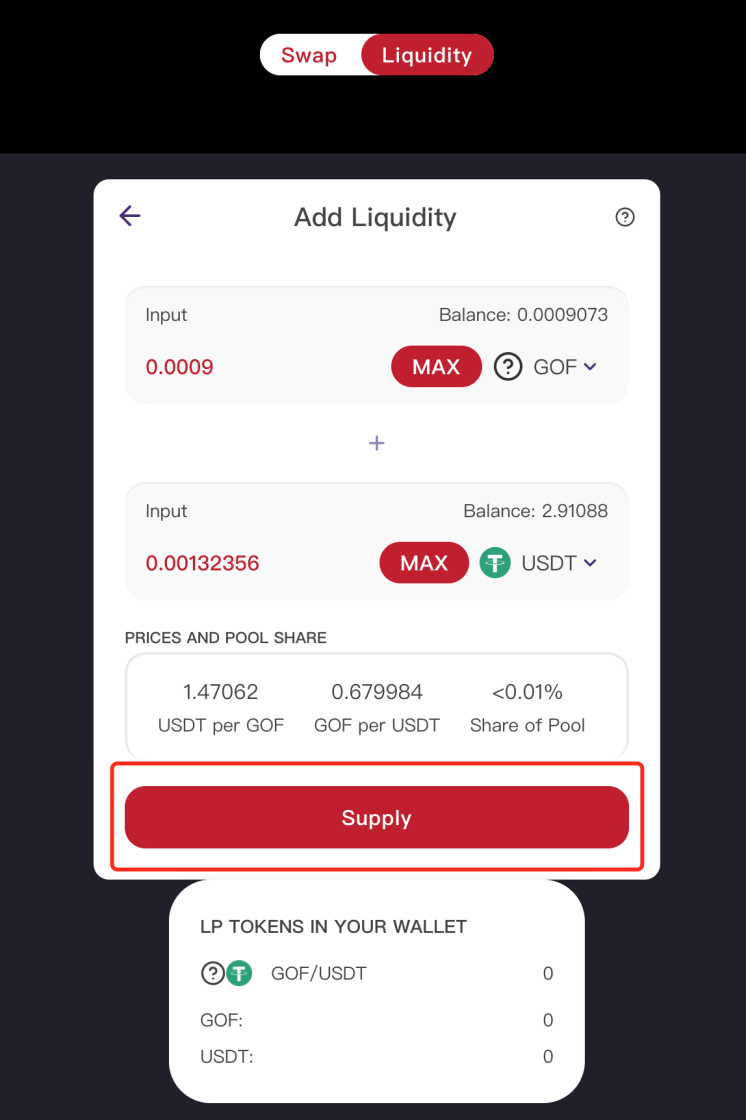 Swap Liquidity
Add Liquidity ?
Input Balance: 0.0009073
0.0009 MAX ? GOF
+
Input Balance: 2.91088
0.00132356 MAX USDT
PRICES AND POOL SHARE
1.47062 0.679984 <0.01%
USDT per GOF GOF per USDT Share of Pool
Supply
LP TOKENS IN YOUR WALLET
? GOF/USDT 0
GOF: 0
USDT: 0